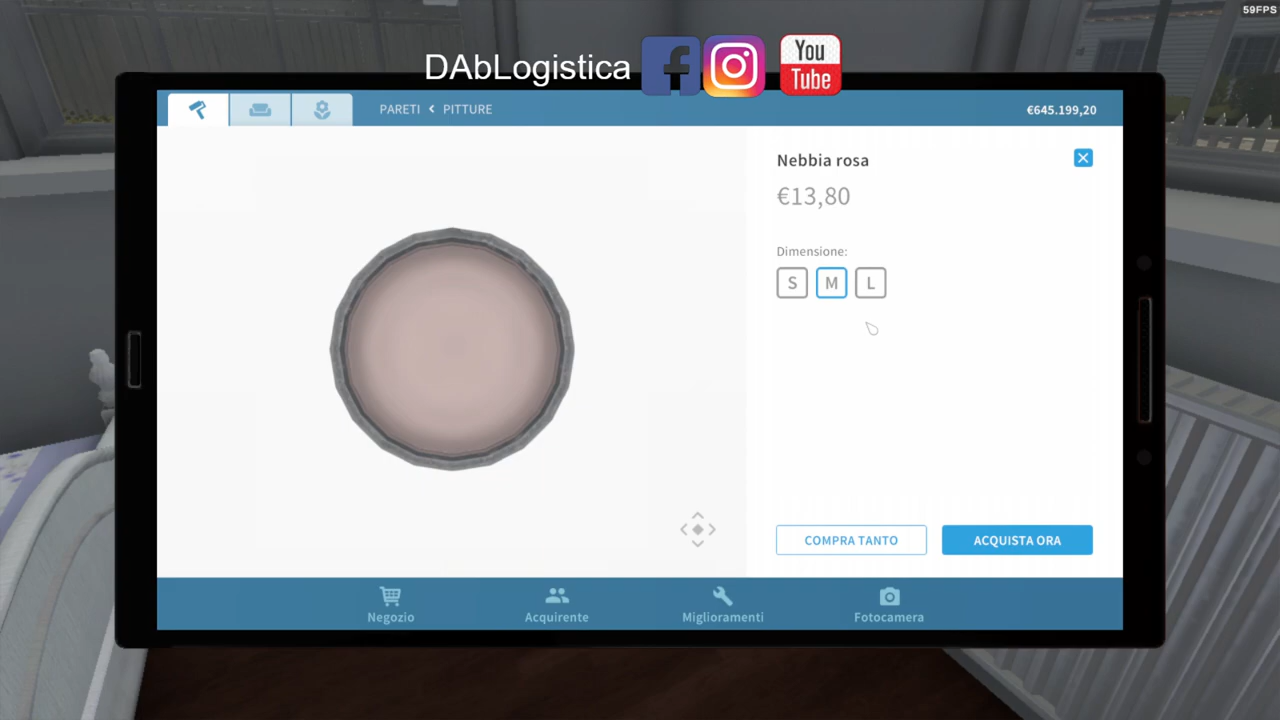 59FPS
DAbLogistica
You
Tube
PARETI < PITTURE
€645.199,20
Nebbia rosa
€13,80
Dimensione:
S M L
COMPRA TANTO
ACQUISTA ORA
Negozio
Acquirente
Miglioramenti
Fotocamera